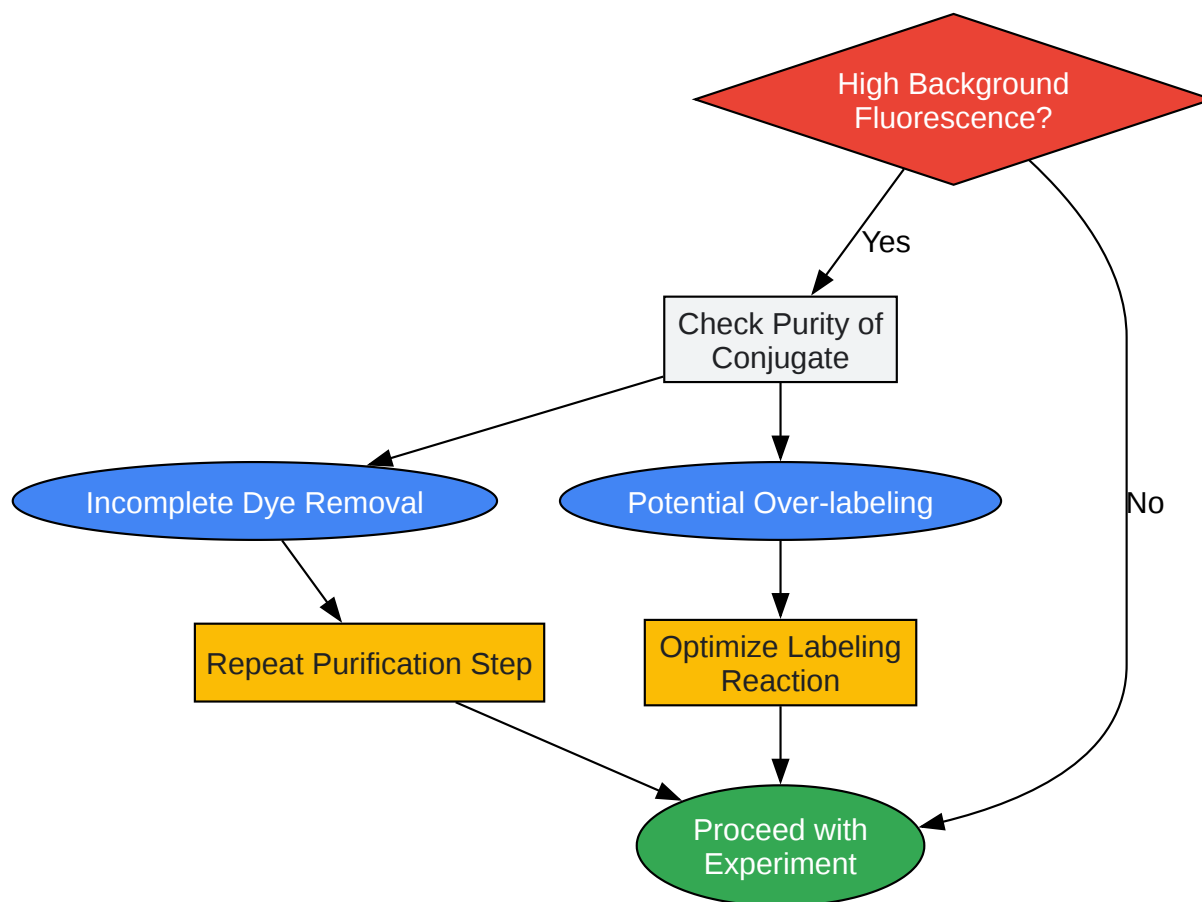 High Background
Fluorescence?
Yes
Check Purity of
Conjugate
Incomplete Dye Removal
Potential Over-labeling
No
Repeat Purification Step
Optimize Labeling
Reaction
Proceed with
Experiment